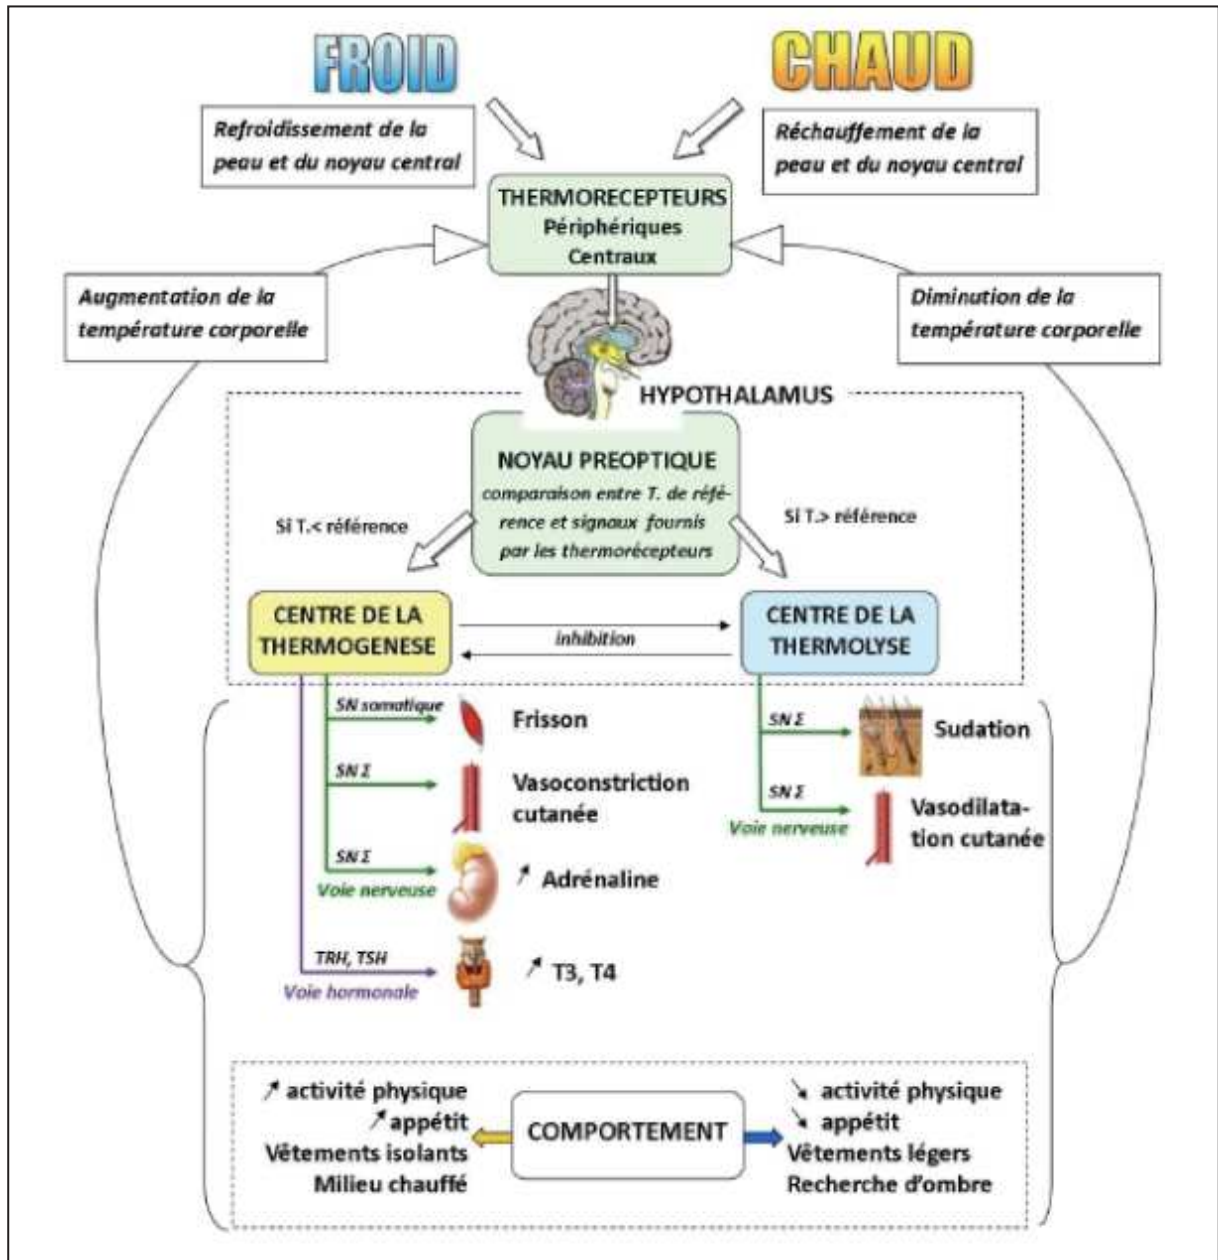 FROID
CHAUD
Refroidissement de la
peau et du noyau central
Réchauffement de la
peau et du noyau central
THERMORECEPTEURS
Périphériques
Centraux
Augmentation de la
température corporelle
Diminution de la
température corporelle
HYPOTHALAMUS
NOYAU PREOPTIQUE
comparaison entre T. de réfé-
rence et signaux fournis
par les thermorécepteurs
Si T.< référence
Si T.> référence
CENTRE DE LA
THERMOGENESE
inhibition
CENTRE DE LA
THERMOLYSE
SN somatique
Frisson
SN Σ
Vasoconstriction
cutanée
SN Σ
Voie nerveuse
↗ Adrénaline
TRH, TSH
Voie hormonale
↗ T3, T4
SN Σ
Sudation
SN Σ
Voie nerveuse
Vasodilata-
tion cutanée
↗ activité physique
↗ appétit
Vêtements isolants
Milieu chauffé
COMPORTEMENT
↘ activité physique
↘ appétit
Vêtements légers
Recherche d'ombre